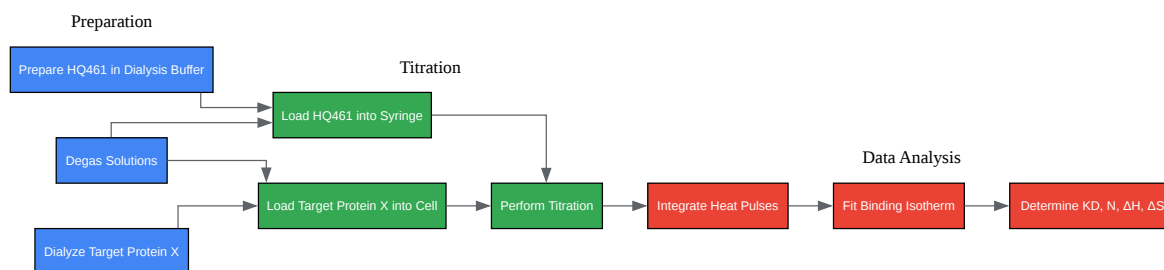 Preparation
Prepare HQ461 in Dialysis Buffer
Titration
Load HQ461 into Syringe
Degas Solutions
Data Analysis
Load Target Protein X into Cell
Perform Titration
Integrate Heat Pulses
Fit Binding Isotherm
Determine KD, N, ΔH, ΔS
Dialyze Target Protein X